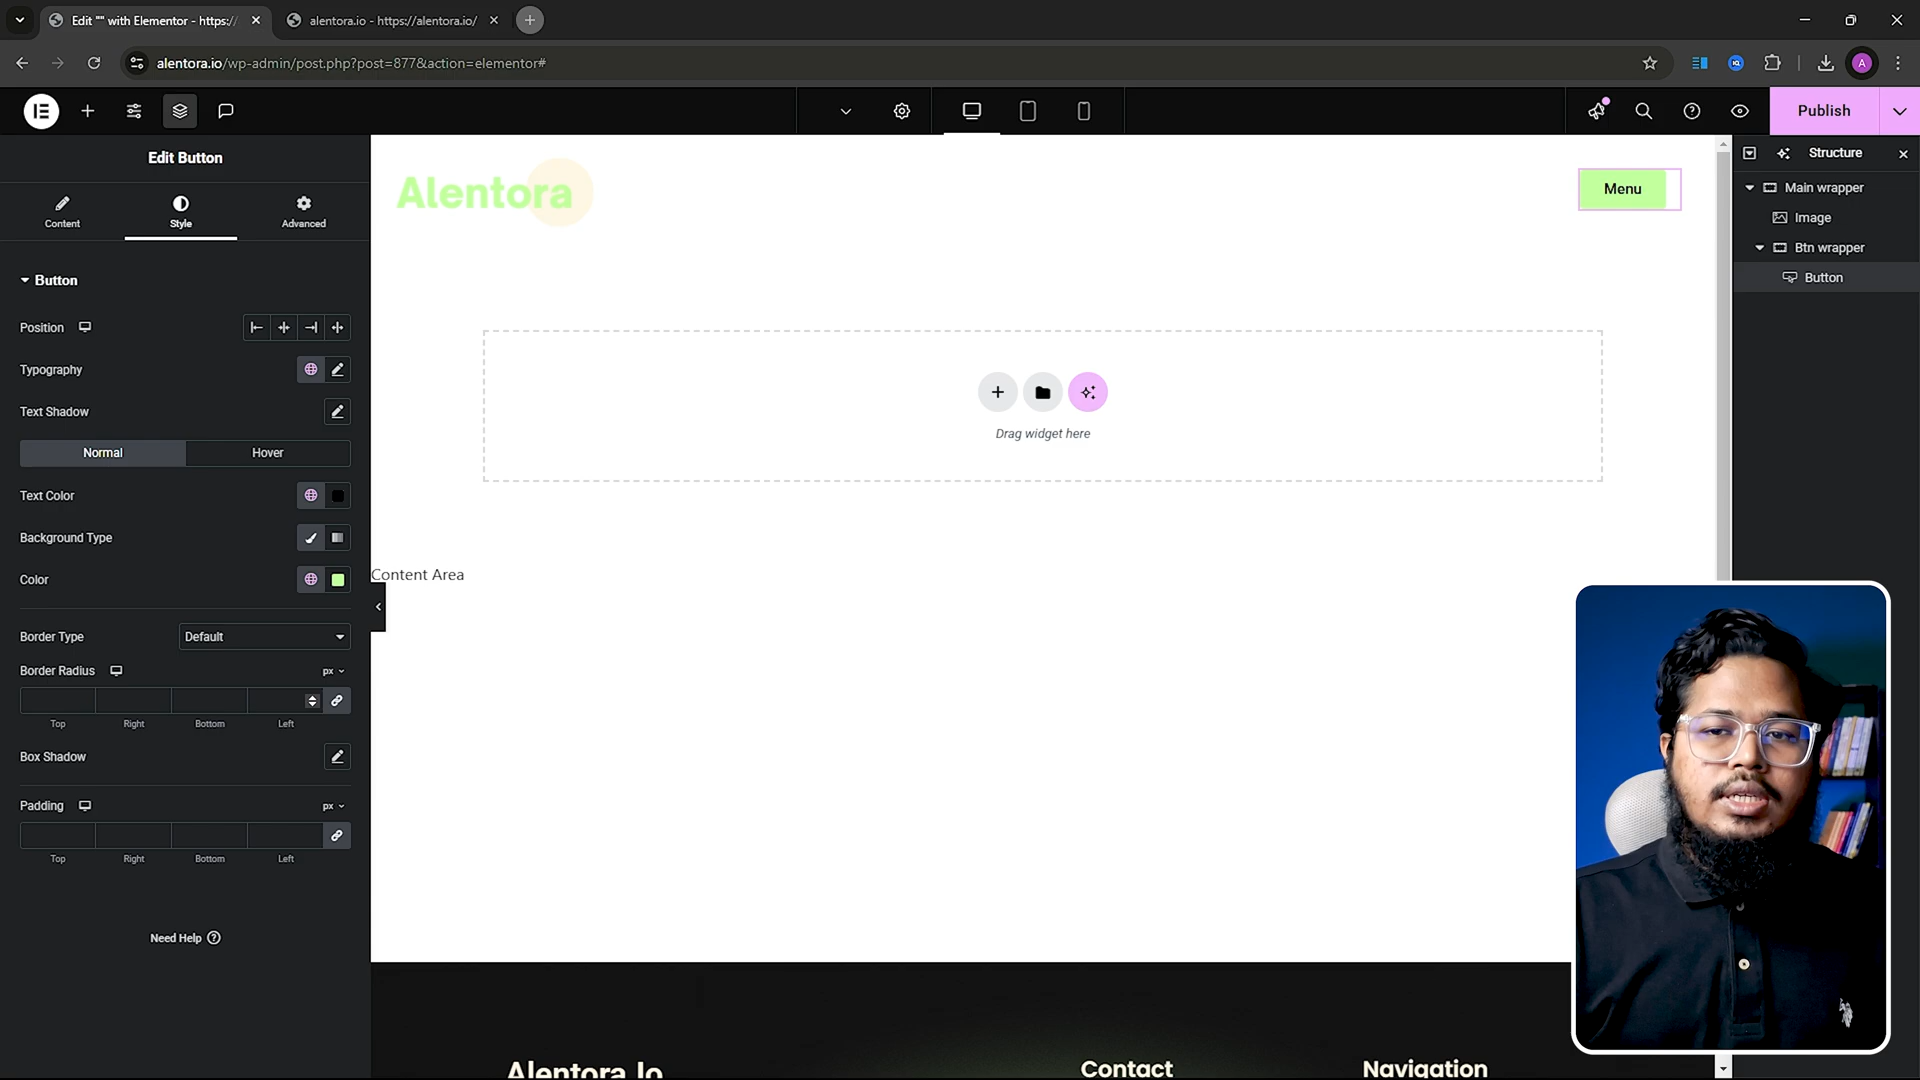 Edit "" with Elementor - https:/
alentora.io - https://alentora.io/
alentora.io/wp-admin/post.php?post=877&action=elementor#
A
Publish
Edit Button
Structure
Content
Style
Advanced
Main wrapper
Image
Btn wrapper
Button
Alentora
Menu
Button
Position
Typography
Text Shadow
Normal
Hover
Text Color
Background Type
Color
Border Type
Default
Border Radius
px
Top
Right
Bottom
Left
Box Shadow
Padding
px
Top
Right
Bottom
Left
Need Help
Drag widget here
Content Area
Alentora.Io
Contact
Navigation